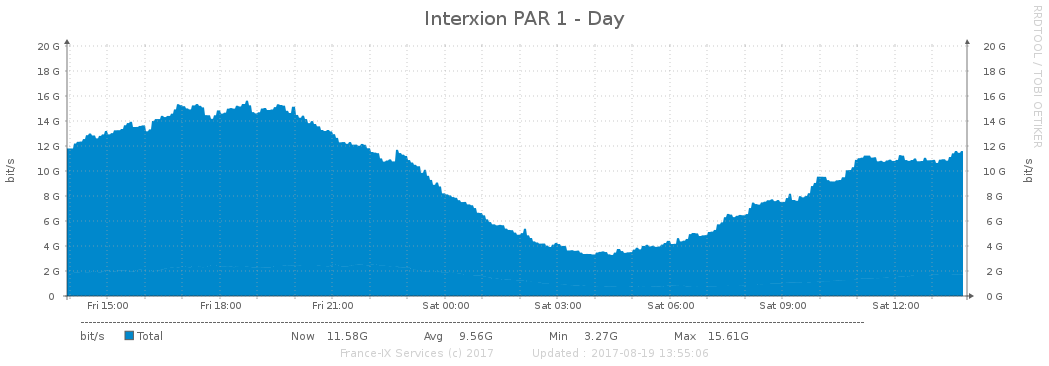 Interxion PAR 1 - Day
RRDTOOL / TOBI OETIKER
20 G 20 G
18 G 18 G
16 G 16 G
14 G 14 G
12 G 12 G
10 G 10 G
8 G 8 G
6 G 6 G
4 G 4 G
2 G 2 G
0 0 G
bit/s bit/s
Fri 15:00 Fri 18:00 Fri 21:00 Sat 00:00 Sat 03:00 Sat 06:00 Sat 09:00 Sat 12:00
bit/s Total Now 11.58G Avg 9.56G Min 3.27G Max 15.61G
France-IX Services (c) 2017 Updated : 2017-08-19 13:55:06